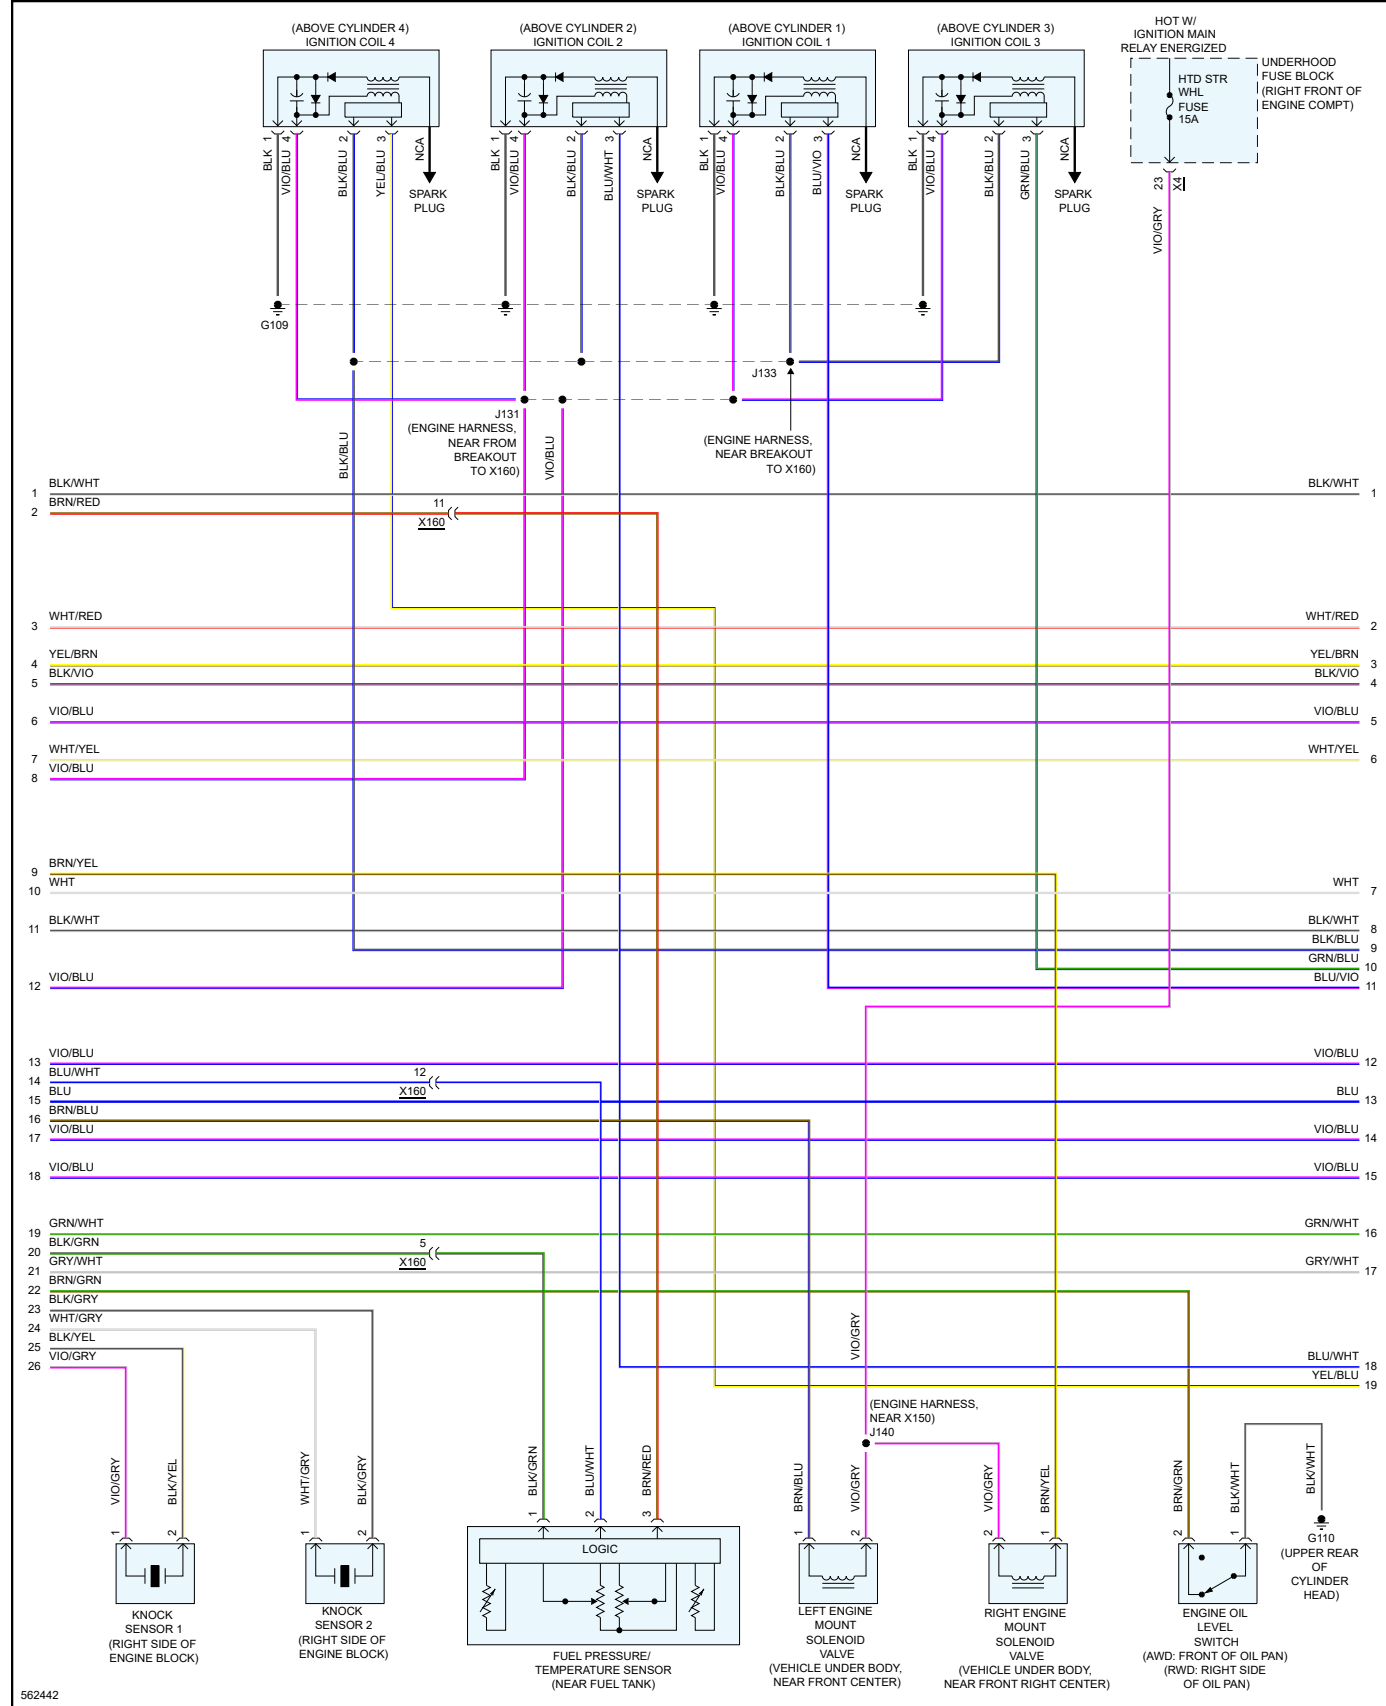 (ABOVE CYLINDER 4)
IGNITION COIL 4
(ABOVE CYLINDER 2)
IGNITION COIL 2
(ABOVE CYLINDER 1)
IGNITION COIL 1
(ABOVE CYLINDER 3)
IGNITION COIL 3
HOT W/
IGNITION MAIN
RELAY ENERGIZED
HTD STR
WHL
FUSE
15A
UNDERHOOD
FUSE BLOCK
(RIGHT FRONT OF
ENGINE COMPT)
1
4
2
3
BLK
VIO/BLU
BLK/BLU
YEL/BLU
NCA
SPARK
PLUG
1
4
2
3
BLK
VIO/BLU
BLK/BLU
BLU/WHT
NCA
SPARK
PLUG
1
4
2
3
BLK
VIO/BLU
BLK/BLU
BLU/VIO
NCA
SPARK
PLUG
1
4
2
3
BLK
VIO/BLU
BLK/BLU
GRN/BLU
NCA
SPARK
PLUG
23
X4
VIO/GRY
G109
J133
J131
(ENGINE HARNESS,
NEAR FROM
BREAKOUT
TO X160)
(ENGINE HARNESS,
NEAR BREAKOUT
TO X160)
BLK/BLU
VIO/BLU
1 BLK/WHT
BLK/WHT 1
2 BRN/RED
11
X160
3 WHT/RED
WHT/RED 2
4 YEL/BRN
YEL/BRN 3
5 BLK/VIO
BLK/VIO 4
6 VIO/BLU
VIO/BLU 5
7 WHT/YEL
WHT/YEL 6
8 VIO/BLU
9 BRN/YEL
10 WHT
WHT 7
11 BLK/WHT
BLK/WHT 8
BLK/BLU 9
GRN/BLU 10
12 VIO/BLU
BLU/VIO 11
13 VIO/BLU
VIO/BLU 12
14 BLU/WHT
12
X160
15 BLU
BLU 13
16 BRN/BLU
17 VIO/BLU
VIO/BLU 14
18 VIO/BLU
VIO/BLU 15
19 GRN/WHT
GRN/WHT 16
20 BLK/GRN
5
X160
21 GRY/WHT
GRY/WHT 17
22 BRN/GRN
23 BLK/GRY
24 WHT/GRY
25 BLK/YEL
26 VIO/GRY
BLU/WHT 18
YEL/BLU 19
VIO/GRY
(ENGINE HARNESS,
NEAR X150)
J140
VIO/GRY
BLK/YEL
1
2
KNOCK
SENSOR 1
(RIGHT SIDE OF
ENGINE BLOCK)
WHT/GRY
BLK/GRY
1
2
KNOCK
SENSOR 2
(RIGHT SIDE OF
ENGINE BLOCK)
BLK/GRN
BLU/WHT
BRN/RED
1
2
3
LOGIC
FUEL PRESSURE/
TEMPERATURE SENSOR
(NEAR FUEL TANK)
BRN/BLU
VIO/GRY
1
2
LEFT ENGINE
MOUNT
SOLENOID
VALVE
(VEHICLE UNDER BODY,
NEAR FRONT CENTER)
VIO/GRY
BRN/YEL
2
1
RIGHT ENGINE
MOUNT
SOLENOID
VALVE
(VEHICLE UNDER BODY,
NEAR FRONT RIGHT CENTER)
BRN/GRN
BLK/WHT
2
1
ENGINE OIL
LEVEL
SWITCH
(AWD: FRONT OF OIL PAN)
(RWD: RIGHT SIDE
OF OIL PAN)
BLK/WHT
G110
(UPPER REAR
OF
CYLINDER
HEAD)
562442